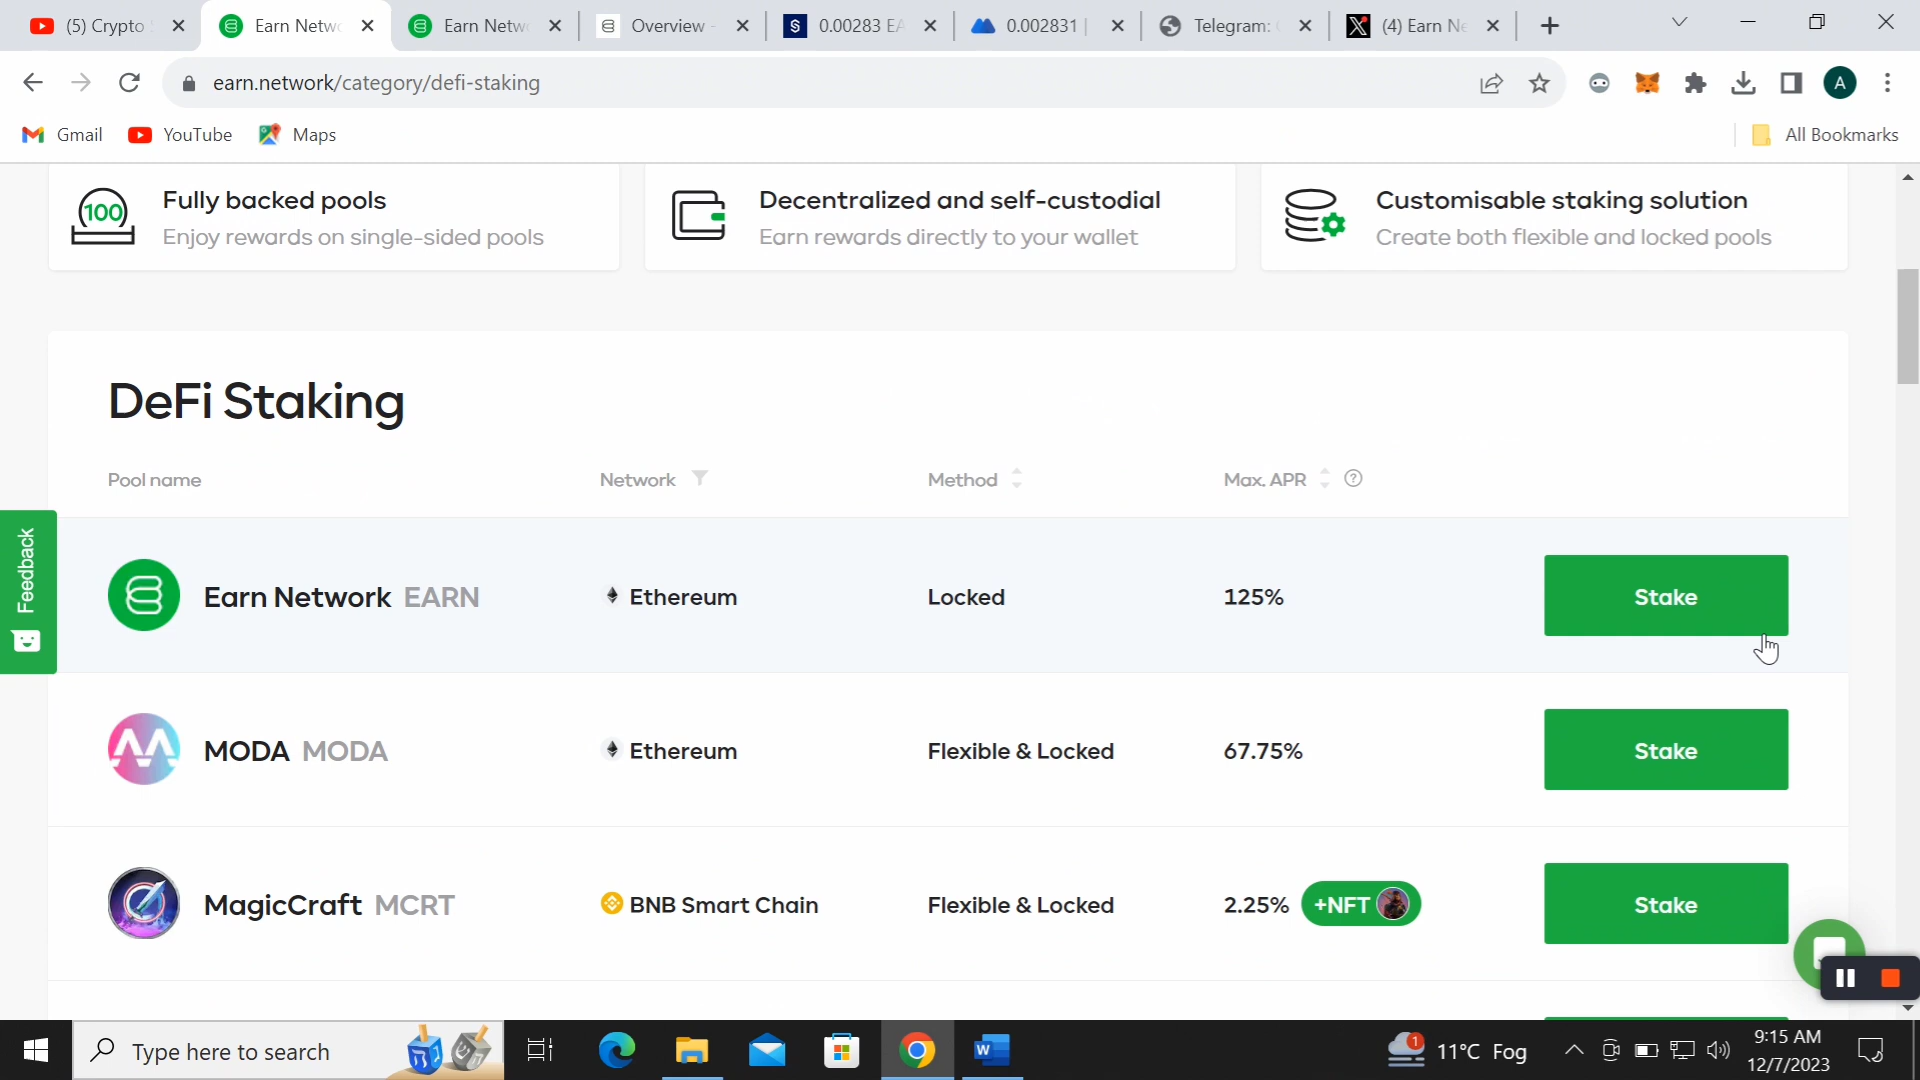 (5) Crypto
Earn Netw
Earn Netw
Overview -
0.00283 EA
0.002831 |
Telegram:
(4) Earn Ne
earn.network/category/defi-staking
A
Gmail
YouTube
Maps
All Bookmarks
100
Fully backed pools
Enjoy rewards on single-sided pools
Decentralized and self-custodial
Earn rewards directly to your wallet
Customisable staking solution
Create both flexible and locked pools
DeFi Staking
Pool name
Network
Method
Max. APR ?
Feedback
Earn Network EARN
Ethereum
Locked
125%
Stake
MODA MODA
Ethereum
Flexible & Locked
67.75%
Stake
MagicCraft MCRT
BNB Smart Chain
Flexible & Locked
2.25% +NFT
Stake
Type here to search
W
1
11°C Fog
9:15 AM
12/7/2023